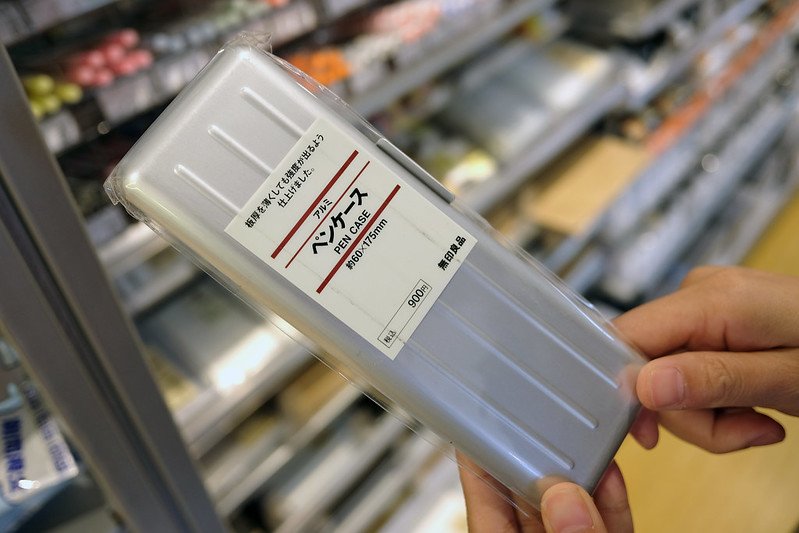 板厚を薄くしても強度が出るよう
仕上げました。
アルミ
ペンケース
PEN CASE
約60×175mm
無印良品
税込 900円